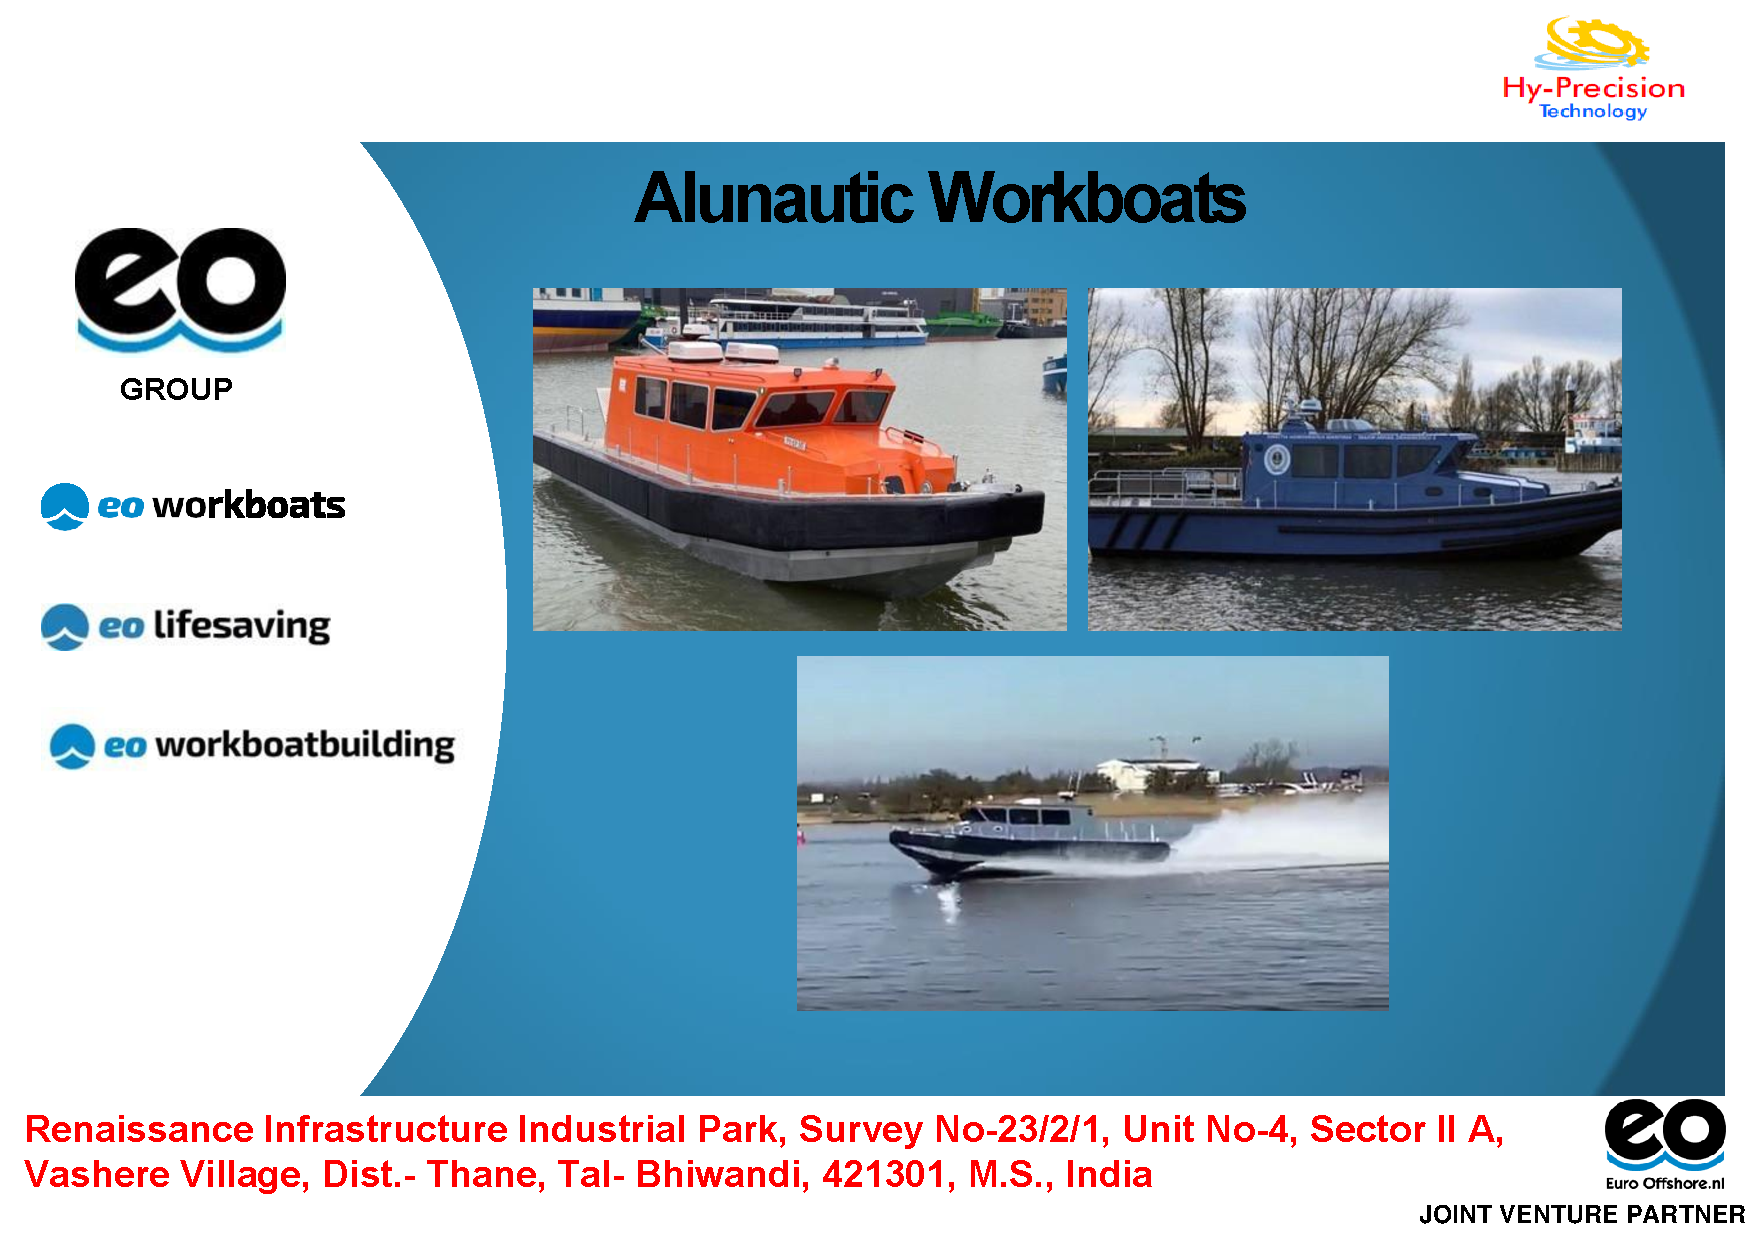 Hy-Precision
Technology
Alunautic Workboats
eo
GROUP
eo workboats
eo lifesaving
eo workboatbuilding
Renaissance Infrastructure Industrial Park, Survey No-23/2/1, Unit No-4, Sector II A,
Vashere Village, Dist.- Thane, Tal- Bhiwandi, 421301, M.S., India
eo
Euro Offshore.nl
JOINT VENTURE PARTNER